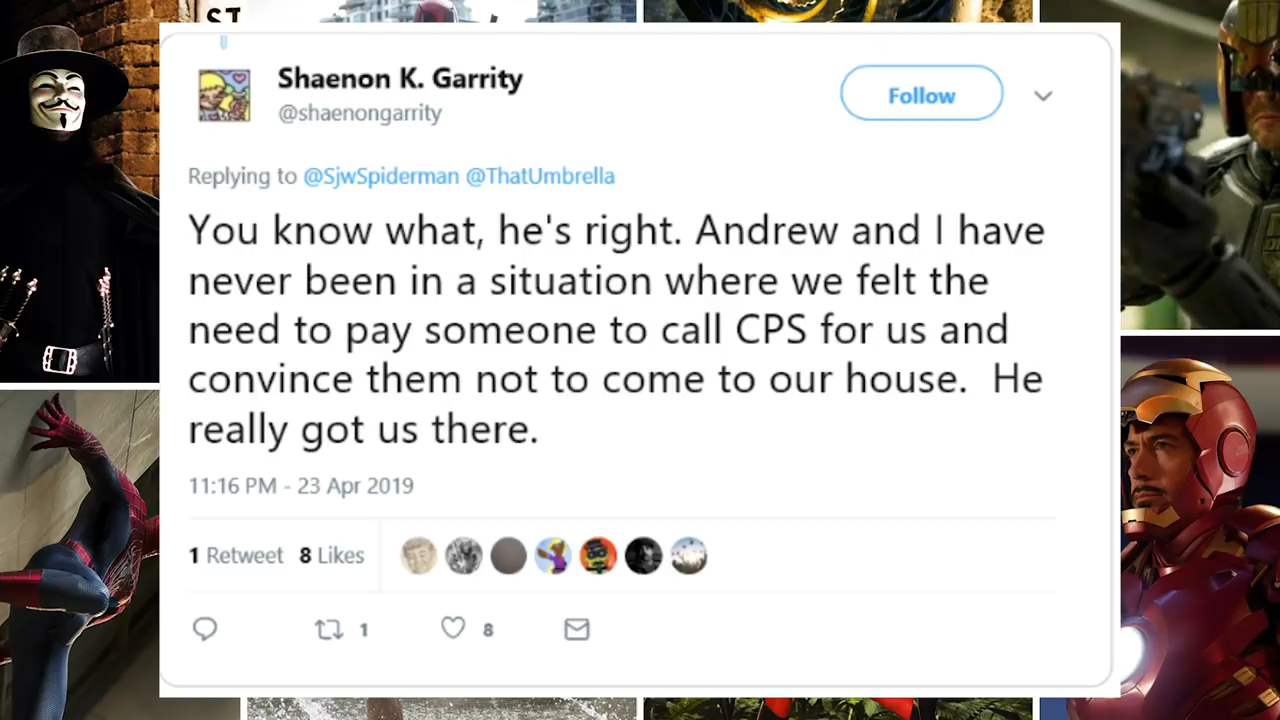 ST
Shaenon K. Garrity
@shaenongarrity
Follow
Replying to @SjwSpiderman @ThatUmbrella
You know what, he's right. Andrew and I have
never been in a situation where we felt the
need to pay someone to call CPS for us and
convince them not to come to our house.  He
really got us there.
11:16 PM - 23 Apr 2019
1 Retweet 8 Likes
1 8